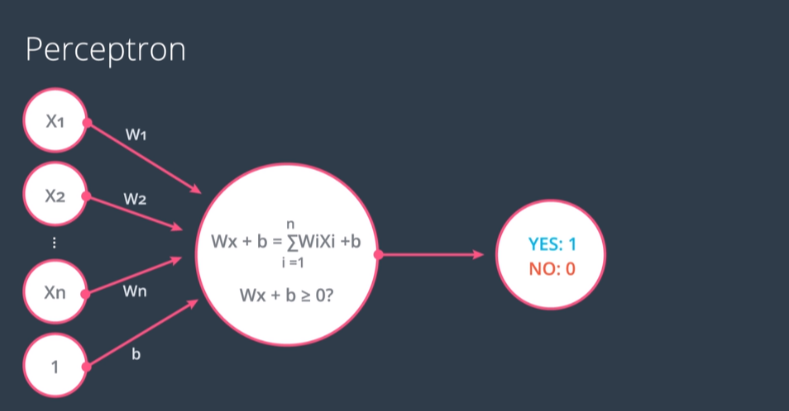 Perceptron
X1
W1
X2
W2
⋮
Xn
Wn
1
b
n
Wx + b = ∑WiXi +b
i =1
Wx + b ≥ 0?
YES: 1
NO: 0